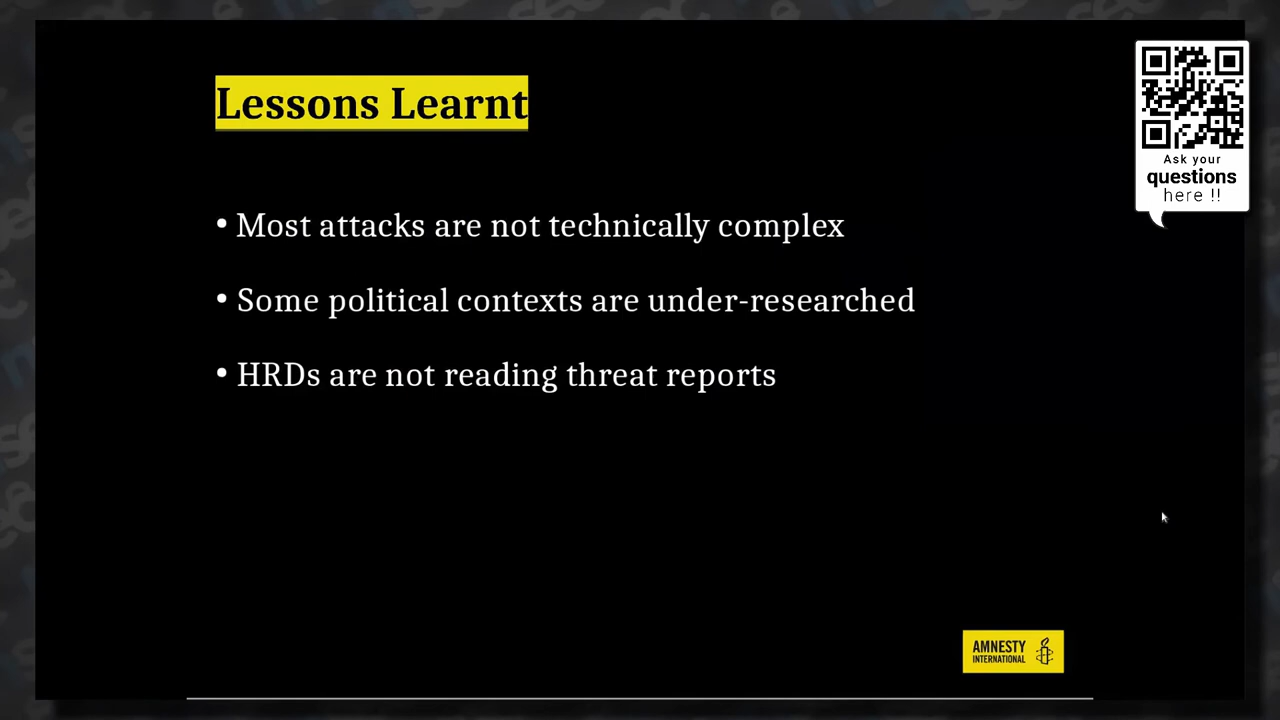 Lessons Learnt
Ask your
questions
here !!
• Most attacks are not technically complex
• Some political contexts are under-researched
• HRDs are not reading threat reports
AMNESTY
INTERNATIONAL